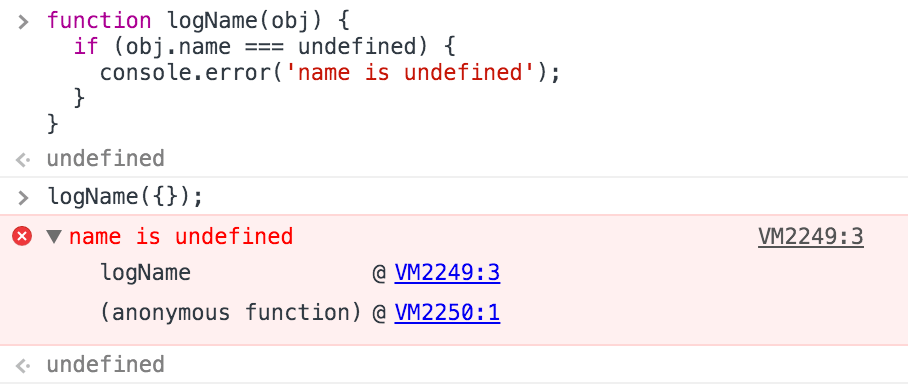 > function logName(obj) {
if (obj.name === undefined) {
console.error('name is undefined');
}
}
undefined
> logName({});
name is undefined VM2249:3
logName @ VM2249:3
(anonymous function) @ VM2250:1
undefined